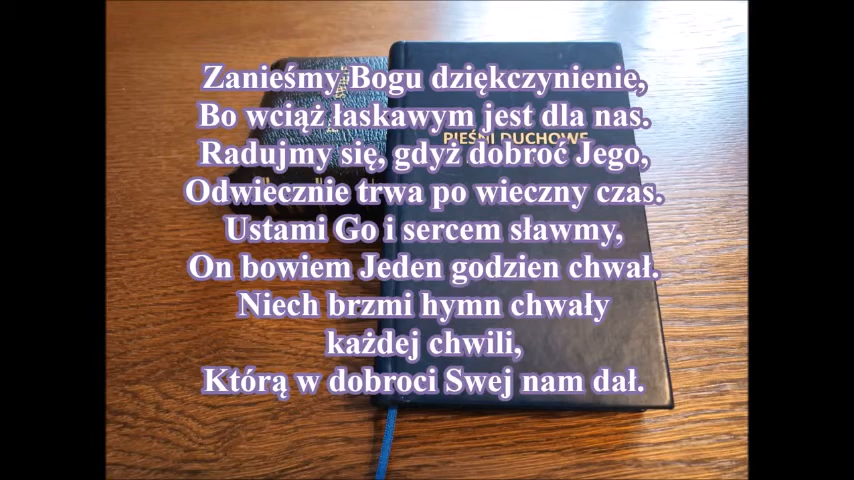 Zanieśmy Bogu dziękczynienie,
Bo wciąż łaskawym jest dla nas.
PIEŚNI DUCHOWE
Radujmy się, gdyż dobroć Jego,
Odwiecznie trwa po wieczny czas.
Ustami Go i sercem sławmy,
On bowiem Jeden godzien chwał.
Niech brzmi hymn chwały
każdej chwili,
Którą w dobroci Swej nam dał.